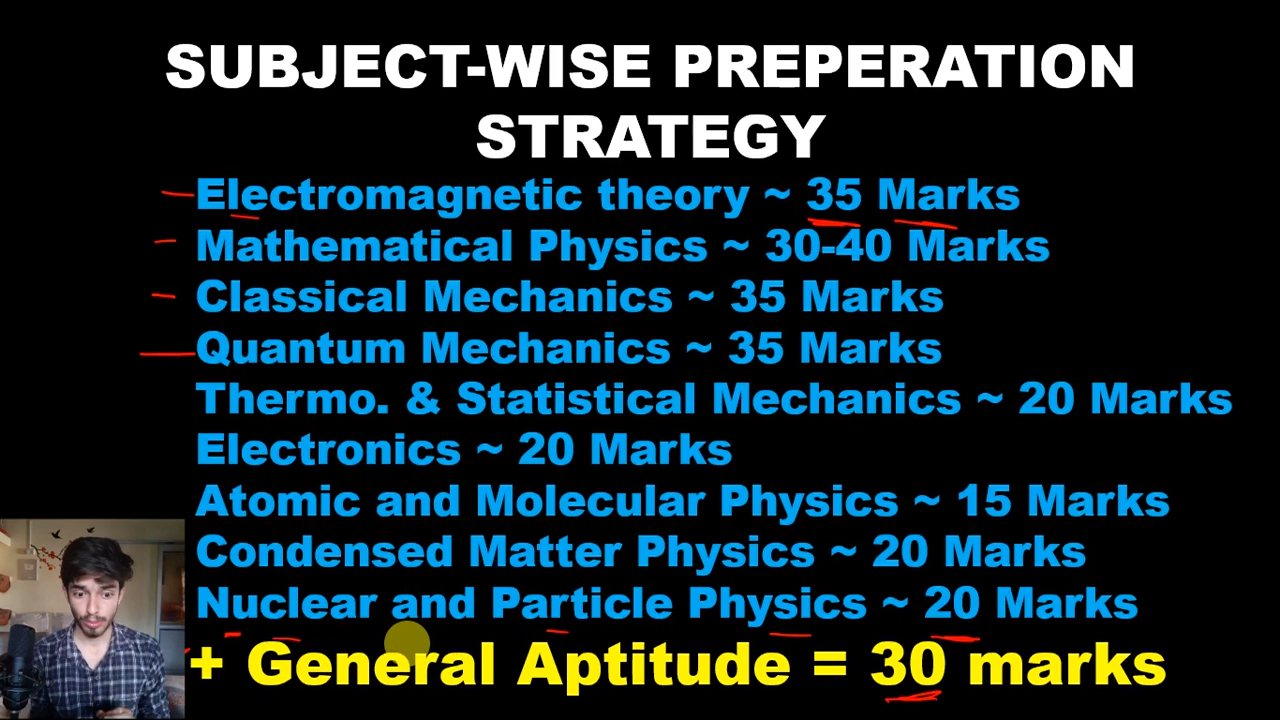 SUBJECT-WISE PREPERATION
STRATEGY
Electromagnetic theory ~ 35 Marks
Mathematical Physics ~ 30-40 Marks
Classical Mechanics ~ 35 Marks
Quantum Mechanics ~ 35 Marks
Thermo. & Statistical Mechanics ~ 20 Marks
Electronics ~ 20 Marks
Atomic and Molecular Physics ~ 15 Marks
Condensed Matter Physics ~ 20 Marks
Nuclear and Particle Physics ~ 20 Marks
+ General Aptitude = 30 marks